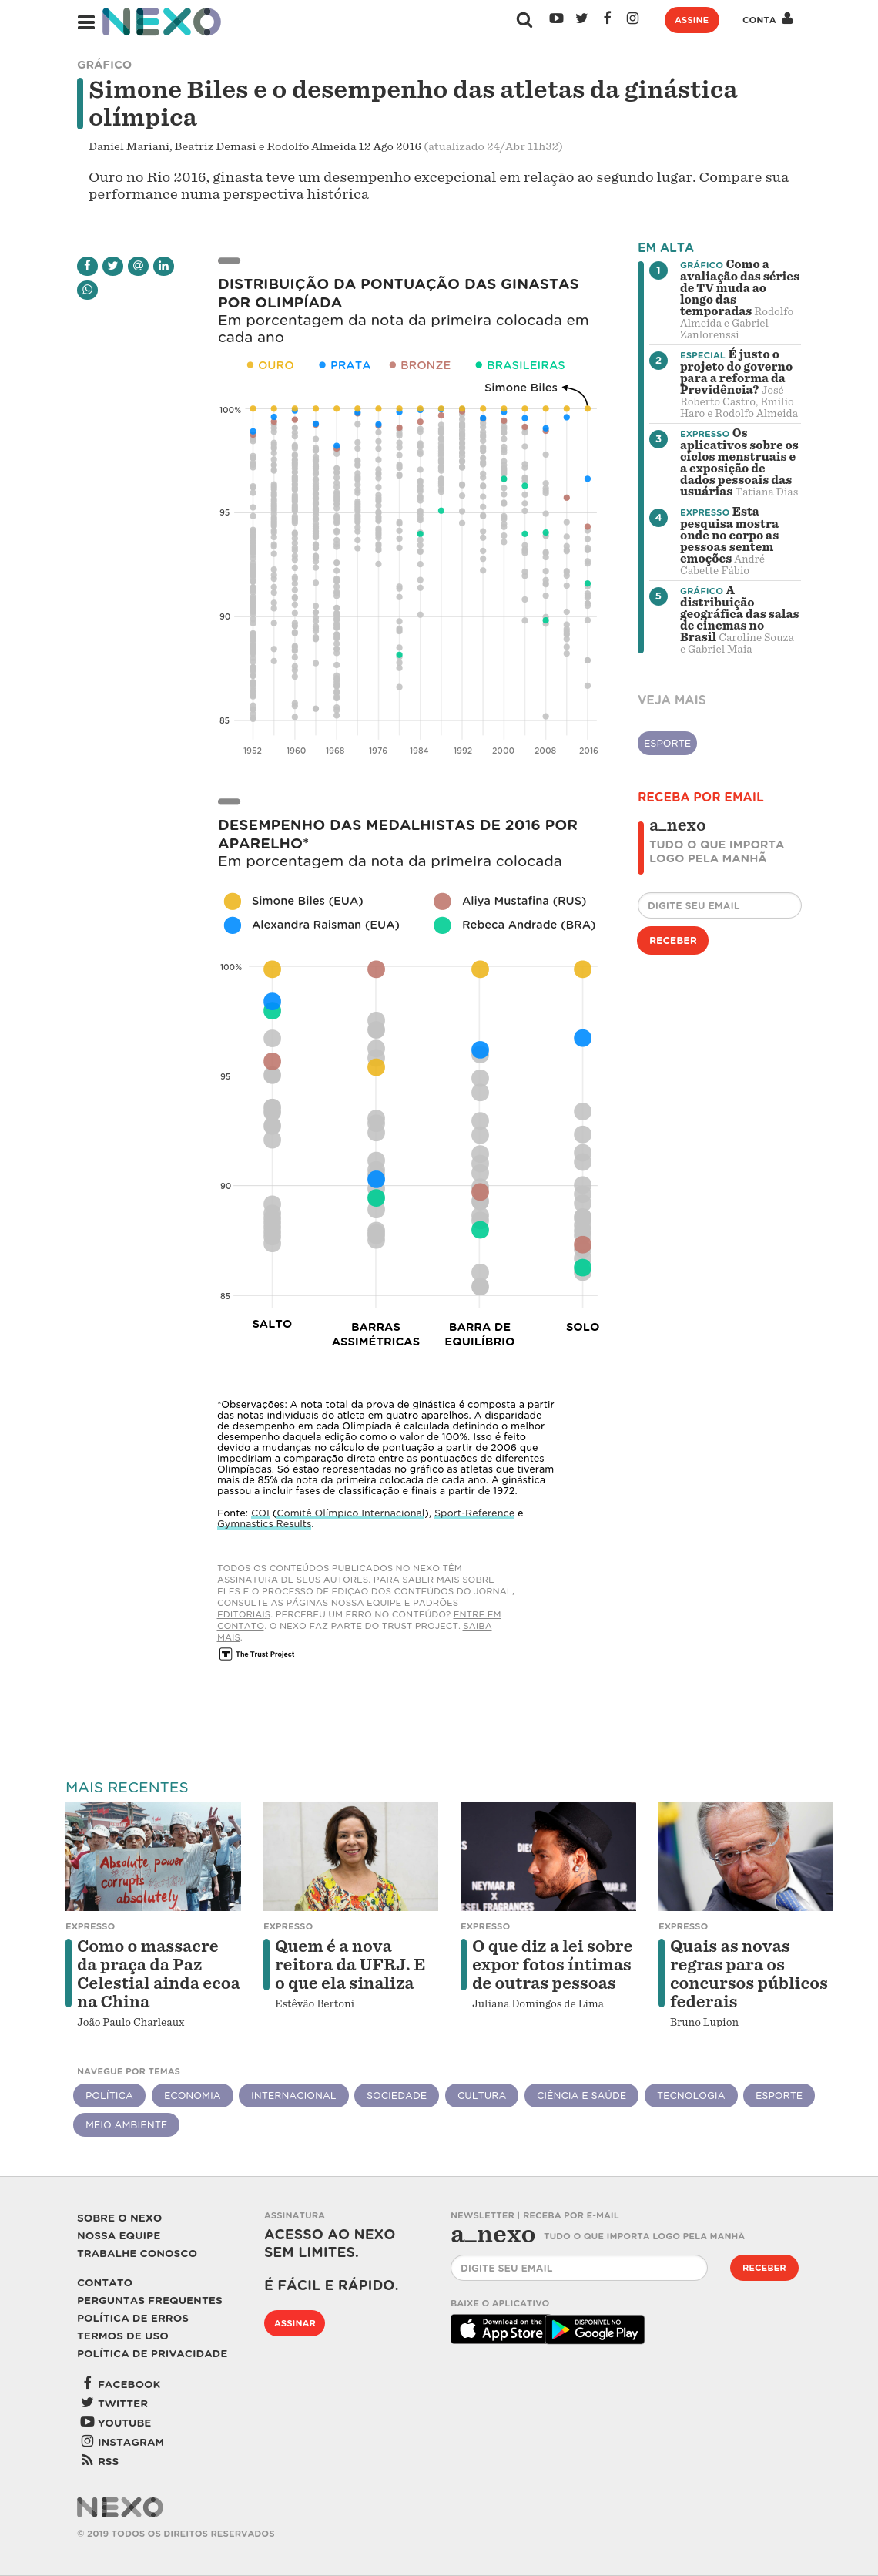 NEXO
ASSINE
CONTA
GRÁFICO
Simone Biles e o desempenho das atletas da ginástica
olímpica
Daniel Mariani, Beatriz Demasi e Rodolfo Almeida 12 Ago 2016 (atualizado 24/Abr 11h32)
Ouro no Rio 2016, ginasta teve um desempenho excepcional em relação ao segundo lugar. Compare sua
performance numa perspectiva histórica
DISTRIBUIÇÃO DA PONTUAÇÃO DAS GINASTAS
POR OLIMPÍADA
Em porcentagem da nota da primeira colocada em
cada ano
OURO PRATA BRONZE BRASILEIRAS
Simone Biles
100%
95
90
85
1952 1960 1968 1976 1984 1992 2000 2008 2016
DESEMPENHO DAS MEDALHISTAS DE 2016 POR
APARELHO*
Em porcentagem da nota da primeira colocada
Simone Biles (EUA) Aliya Mustafina (RUS)
Alexandra Raisman (EUA) Rebeca Andrade (BRA)
100%
95
90
85
SALTO BARRAS BARRA DE SOLO
ASSIMÉTRICAS EQUILÍBRIO
*Observações: A nota total da prova de ginástica é composta a partir
das notas individuais do atleta em quatro aparelhos. A disparidade
de desempenho em cada Olimpíada é calculada definindo o melhor
desempenho daquela edição como o valor de 100%. Isso é feito
devido a mudanças no cálculo de pontuação a partir de 2006 que
impediriam a comparação direta entre as pontuações de diferentes
Olimpíadas. Só estão representadas no gráfico as atletas que tiveram
mais de 85% da nota da primeira colocada de cada ano. A ginástica
passou a incluir fases de classificação e finais a partir de 1972.
Fonte: COI (Comitê Olímpico Internacional), Sport-Reference e
Gymnastics Results.
TODOS OS CONTEÚDOS PUBLICADOS NO NEXO TÊM
ASSINATURA DE SEUS AUTORES. PARA SABER MAIS SOBRE
ELES E O PROCESSO DE EDIÇÃO DOS CONTEÚDOS DO JORNAL,
CONSULTE AS PÁGINAS NOSSA EQUIPE E PADRÕES
EDITORIAIS. PERCEBEU UM ERRO NO CONTEÚDO? ENTRE EM
CONTATO. O NEXO FAZ PARTE DO TRUST PROJECT. SAIBA
MAIS.
T The Trust Project
EM ALTA
1 GRÁFICO Como a
avaliação das séries
de TV muda ao
longo das
temporadas Rodolfo
Almeida e Gabriel
Zanlorenssi
2 ESPECIAL É justo o
projeto do governo
para a reforma da
Previdência? José
Roberto Castro, Emilio
Haro e Rodolfo Almeida
3 EXPRESSO Os
aplicativos sobre os
ciclos menstruais e
a exposição de
dados pessoais das
usuárias Tatiana Dias
4 EXPRESSO Esta
pesquisa mostra
onde no corpo as
pessoas sentem
emoções André
Cabette Fábio
5 GRÁFICO A
distribuição
geográfica das salas
de cinemas no
Brasil Caroline Souza
e Gabriel Maia
VEJA MAIS
ESPORTE
RECEBA POR EMAIL
a_nexo
TUDO O QUE IMPORTA
LOGO PELA MANHÃ
DIGITE SEU EMAIL
RECEBER
MAIS RECENTES
Absolute power
corrupts
absolutely
EXPRESSO
Como o massacre
da praça da Paz
Celestial ainda ecoa
na China
João Paulo Charleaux
EXPRESSO
Quem é a nova
reitora da UFRJ. E
o que ela sinaliza
Estêvão Bertoni
NEYMAR JR
X
ESEL FRAGRANCES
DIES
EXPRESSO
O que diz a lei sobre
expor fotos íntimas
de outras pessoas
Juliana Domingos de Lima
EXPRESSO
Quais as novas
regras para os
concursos públicos
federais
Bruno Lupion
NAVEGUE POR TEMAS
POLÍTICA ECONOMIA INTERNACIONAL SOCIEDADE CULTURA CIÊNCIA E SAÚDE TECNOLOGIA ESPORTE
MEIO AMBIENTE
SOBRE O NEXO
NOSSA EQUIPE
TRABALHE CONOSCO
CONTATO
PERGUNTAS FREQUENTES
POLÍTICA DE ERROS
TERMOS DE USO
POLÍTICA DE PRIVACIDADE
FACEBOOK
TWITTER
YOUTUBE
INSTAGRAM
RSS
ASSINATURA
ACESSO AO NEXO
SEM LIMITES.
É FÁCIL E RÁPIDO.
ASSINAR
NEWSLETTER | RECEBA POR E-MAIL
a_nexo TUDO O QUE IMPORTA LOGO PELA MANHÃ
DIGITE SEU EMAIL
RECEBER
BAIXE O APLICATIVO
Download on the
App Store
DISPONÍVEL NO
Google Play
NEXO
© 2019 TODOS OS DIREITOS RESERVADOS